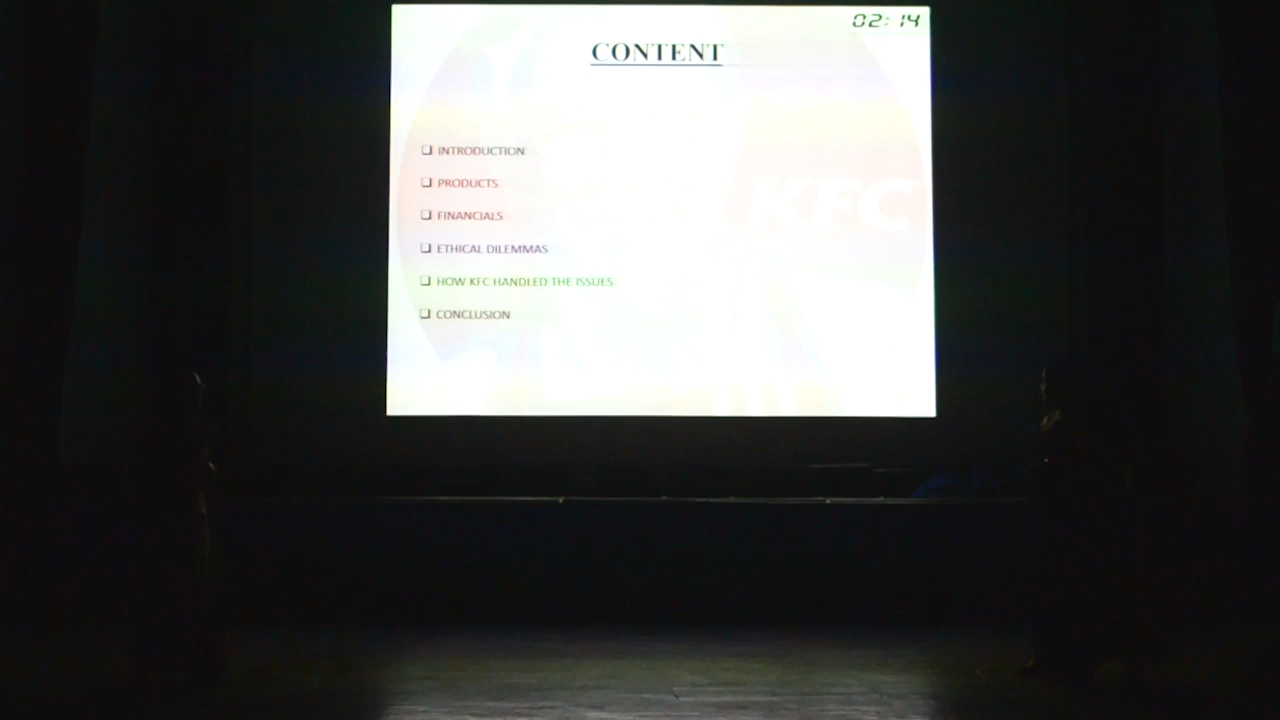 02:14
CONTENT
❑ INTRODUCTION
❑ PRODUCTS
❑ FINANCIALS
❑ ETHICAL DILEMMAS
❑ HOW KFC HANDLED THE ISSUES
❑ CONCLUSION
KFC